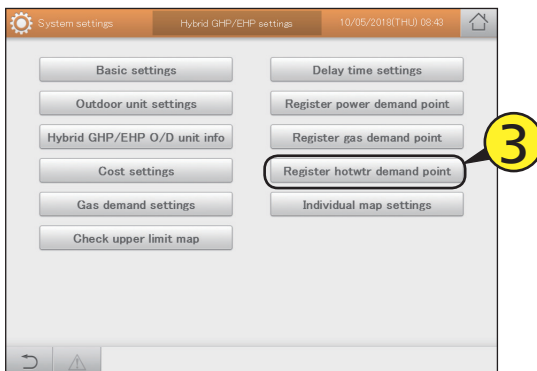 System settings
Hybrid GHP/EHP settings
10/05/2018(THU) 08:43
Basic settings
Delay time settings
Outdoor unit settings
Register power demand point
Hybrid GHP/EHP O/D unit info
Register gas demand point
3
Cost settings
Register hotwtr demand point
Gas demand settings
Individual map settings
Check upper limit map